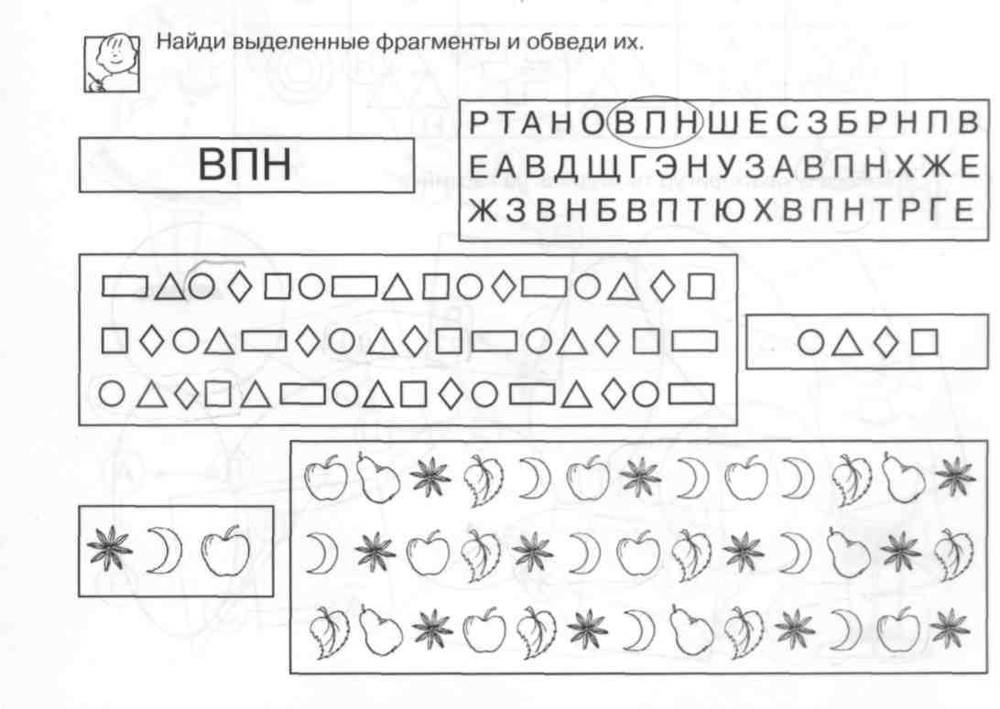 Найди выделенные фрагменты и обведи их.
ВПН
РТАНОВПНШЕСЗБРНПВ
ЕАВДЩГЭНУЗАВПНХЖЕ
ЖЗВНБВПТЮХВПНТРГЕ